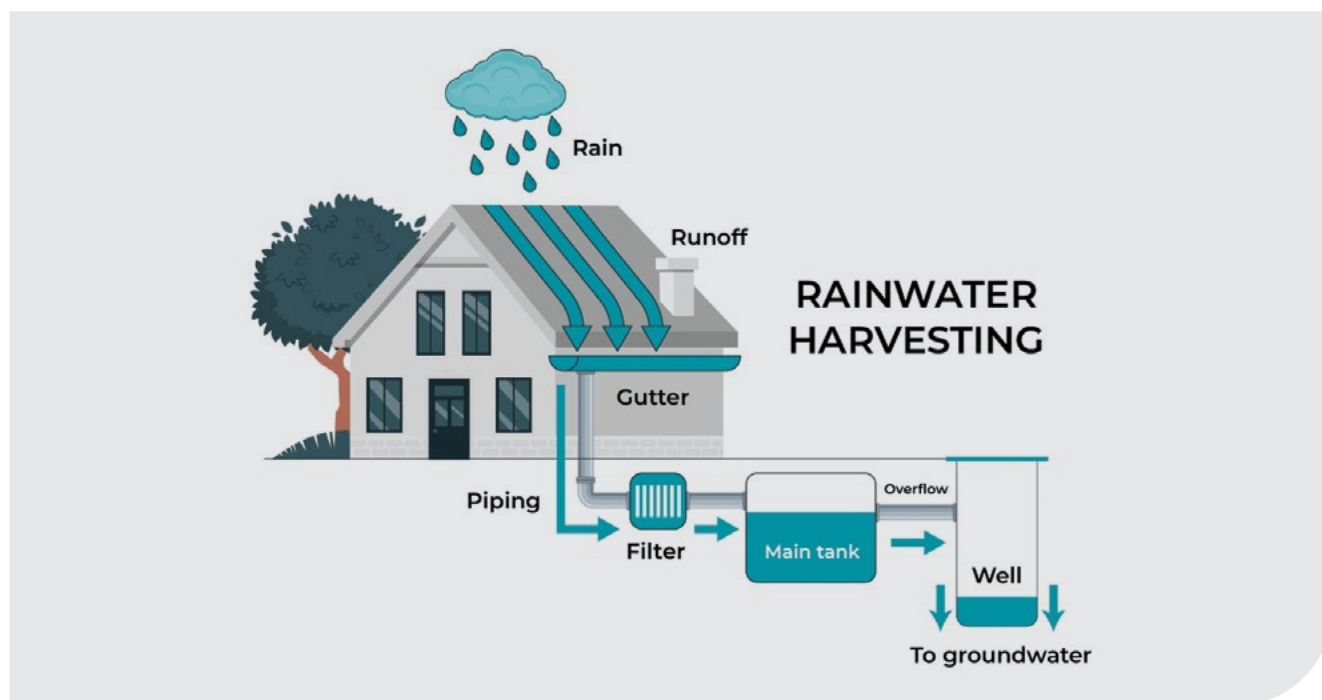 Rain
Runoff
RAINWATER
HARVESTING
Gutter
Overflow
Piping
Filter
Main tank
Well
To groundwater